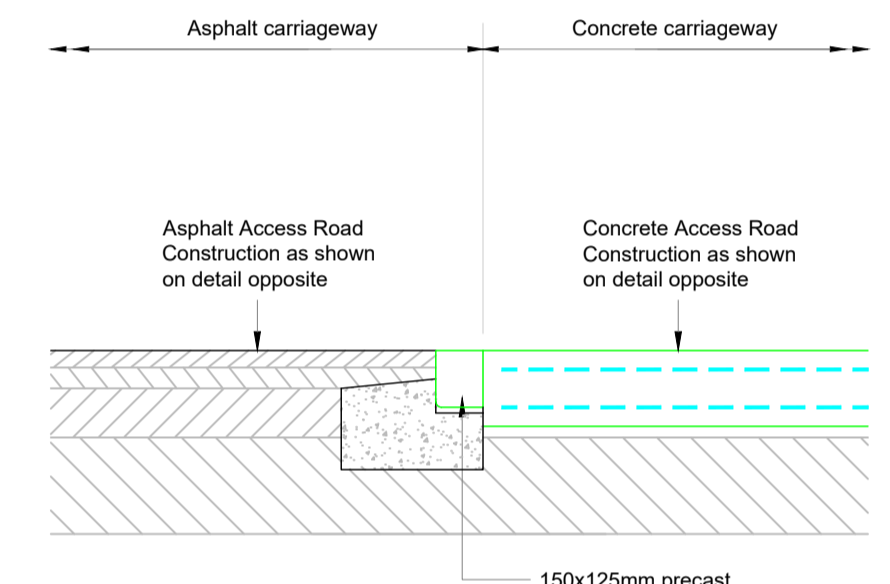 Asphalt carriageway
Concrete carriageway
Asphalt Access Road
Construction as shown
on detail opposite
Concrete Access Road
Construction as shown
on detail opposite
150x125mm precast